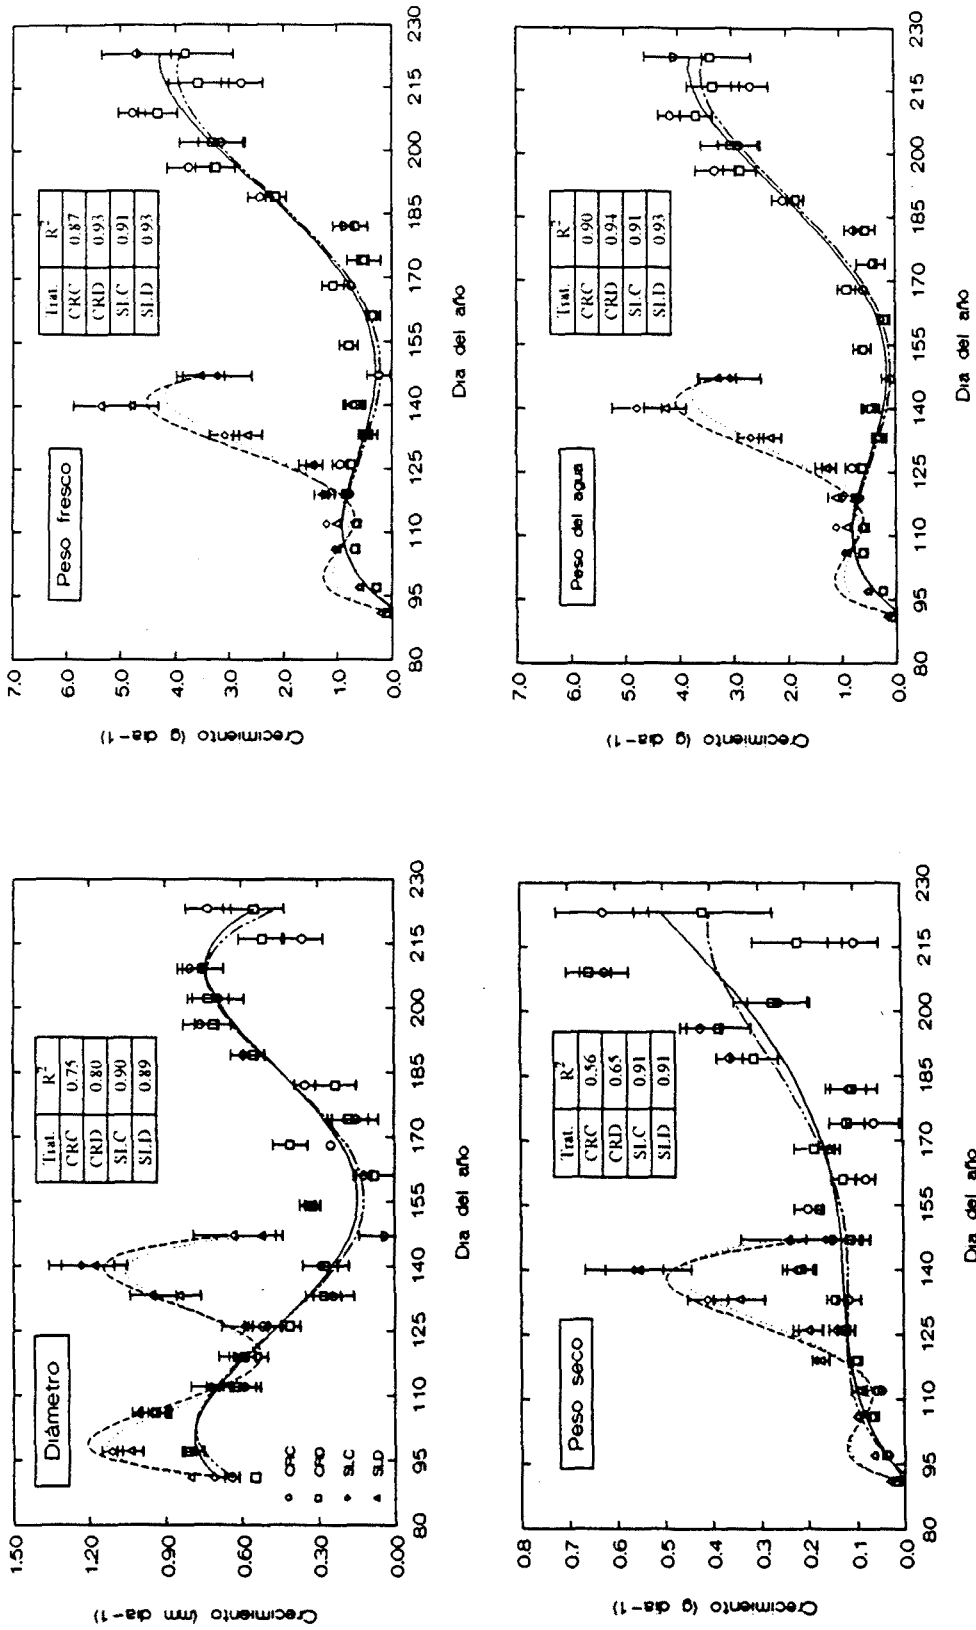 Diàmetro
Trat. R²
CRC 0.75
CRD 0.80
SLC 0.90
SLD 0.89
CRC
CRD
SLC
SLD
1.50
1.20
0.90
0.60
0.30
0.00
Crecimiento (mm dia-1)
80 95 110 125 140 155 170 185 200 215 230
Dia del año
Peso fresco
Trat. R²
CRC 0.87
CRD 0.93
SLC 0.91
SLD 0.93
7.0
6.0
5.0
4.0
3.0
2.0
1.0
0.0
Crecimiento (g dia-1)
80 95 110 125 140 155 170 185 200 215 230
Dia del año
Peso seco
Trat. R²
CRC 0.56
CRD 0.65
SLC 0.91
SLD 0.91
0.8
0.7
0.6
0.5
0.4
0.3
0.2
0.1
0.0
Crecimiento (g dia-1)
80 95 110 125 140 155 170 185 200 215 230
Dia del año
Peso del agua
Trat. R²
CRC 0.90
CRD 0.94
SLC 0.91
SLD 0.93
7.0
6.0
5.0
4.0
3.0
2.0
1.0
0.0
Crecimiento (g dia-1)
80 95 110 125 140 155 170 185 200 215 230
Dia del año